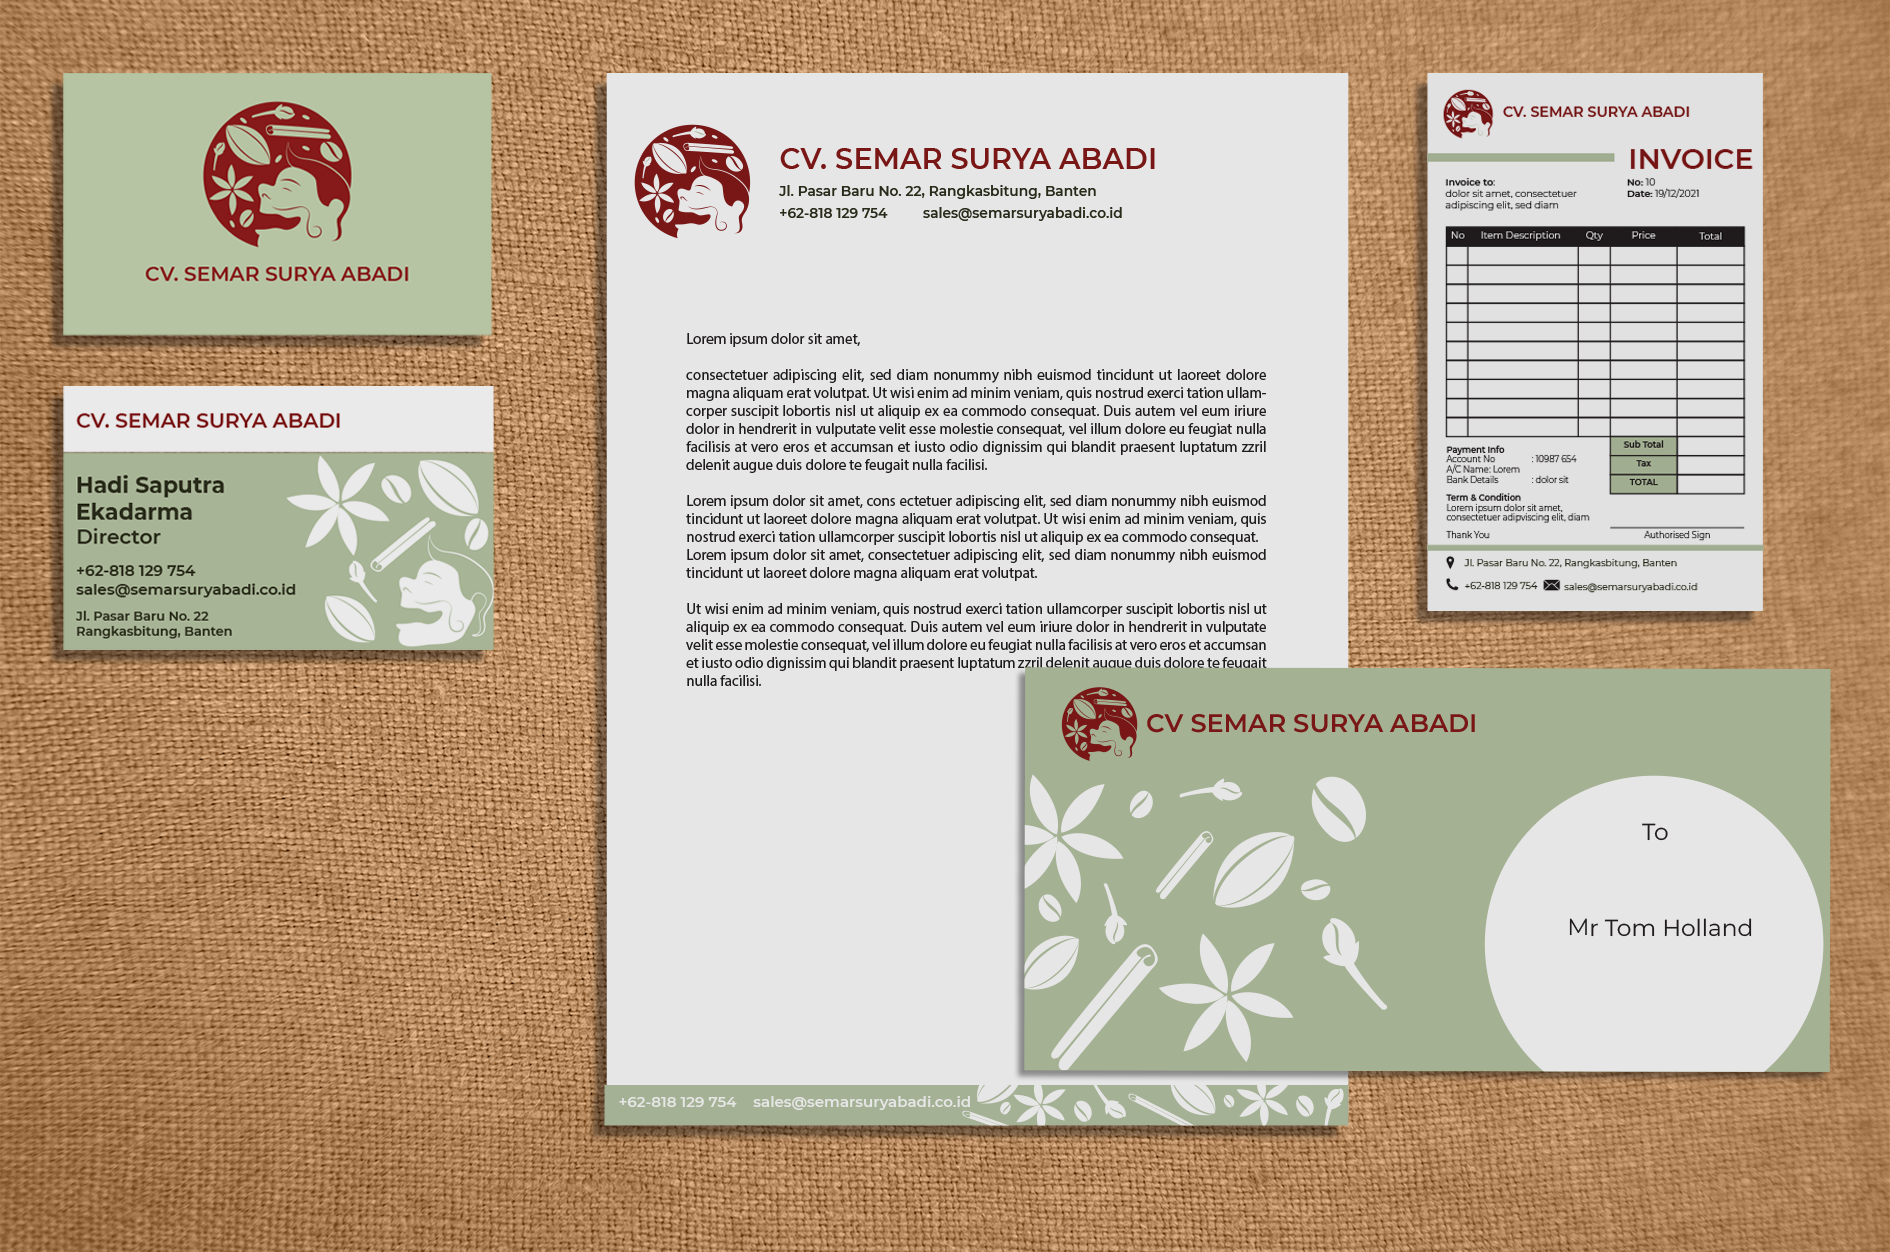 CV. SEMAR SURYA ABADI
CV. SEMAR SURYA ABADI
Hadi Saputra
Ekadarma
Director
+62-818 129 754
sales@semarsuryabadi.co.id
Jl. Pasar Baru No. 22
Rangkasbitung, Banten
CV. SEMAR SURYA ABADI
Jl. Pasar Baru No. 22, Rangkasbitung, Banten
+62-818 129 754 sales@semarsuryabadi.co.id
Lorem ipsum dolor sit amet,
consectetuer adipiscing elit, sed diam nonummy nibh euismod tincidunt ut laoreet dolore
magna aliquam erat volutpat. Ut wisi enim ad minim veniam, quis nostrud exerci tation ullam-
corper suscipit lobortis nisl ut aliquip ex ea commodo consequat. Duis autem vel eum iriure
dolor in hendrerit in vulputate velit esse molestie consequat, vel illum dolore eu feugiat nulla
facilisis at vero eros et accumsan et iusto odio dignissim qui blandit praesent luptatum zzril
delenit augue duis dolore te feugait nulla facilisi.
Lorem ipsum dolor sit amet, cons ectetuer adipiscing elit, sed diam nonummy nibh euismod
tincidunt ut laoreet dolore magna aliquam erat volutpat. Ut wisi enim ad minim veniam, quis
nostrud exerci tation ullamcorper suscipit lobortis nisl ut aliquip ex ea commodo consequat.
Lorem ipsum dolor sit amet, consectetuer adipiscing elit, sed diam nonummy nibh euismod
tincidunt ut laoreet dolore magna aliquam erat volutpat.
Ut wisi enim ad minim veniam, quis nostrud exerci tation ullamcorper suscipit lobortis nisl ut
aliquip ex ea commodo consequat. Duis autem vel eum iriure dolor in hendrerit in vulputate
velit esse molestie consequat, vel illum dolore eu feugiat nulla facilisis at vero eros et accumsan
et iusto odio dignissim qui blandit praesent luptatum zzril delenit augue duis dolore te feugait
nulla facilisi.
+62-818 129 754 sales@semarsuryabadi.co.id
CV. SEMAR SURYA ABADI
INVOICE
Invoice to:
dolor sit amet, consectetuer
adipiscing elit, sed diam
No: 10
Date: 19/12/2021
No Item Description Qty Price Total
Sub Total
Tax
TOTAL
Payment Info
Account No : 10987 654
A/C Name: Lorem
Bank Details : dolor sit
Term & Condition
Lorem ipsum dolor sit amet,
consectetuer adipviscing elit, diam
Thank You
Authorised Sign
Jl. Pasar Baru No. 22, Rangkasbitung, Banten
+62-818 129 754 sales@semarsuryabadi.co.id
CV SEMAR SURYA ABADI
To
Mr Tom Holland